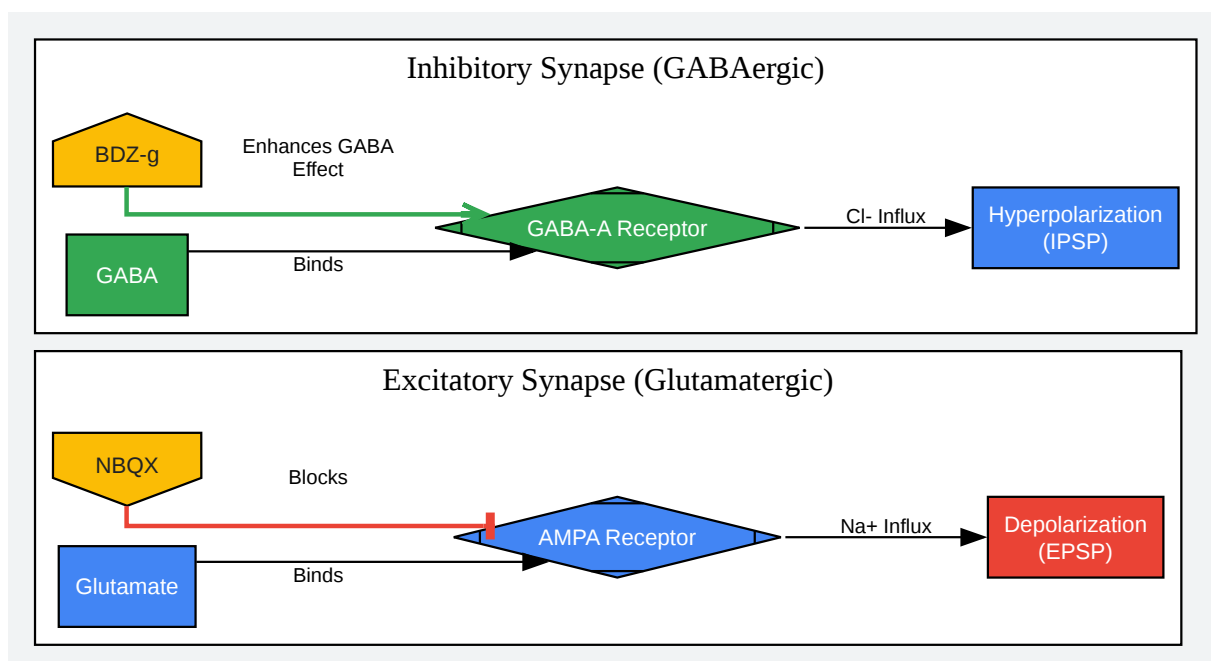 Inhibitory Synapse (GABAergic)
BDZ-g
Enhances GABA
Effect
GABA-A Receptor
Cl- Influx
Hyperpolarization
(IPSP)
GABA
Binds
Excitatory Synapse (Glutamatergic)
NBQX
Blocks
AMPA Receptor
Na+ Influx
Depolarization
(EPSP)
Glutamate
Binds